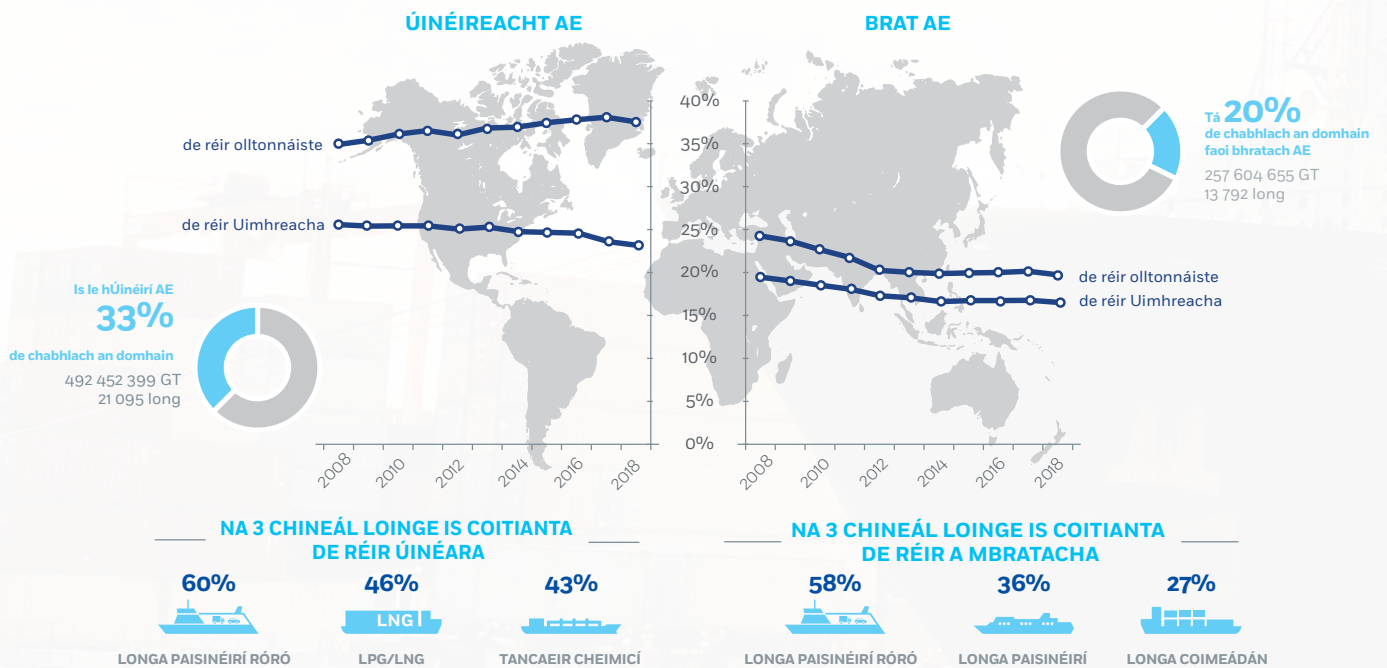 ÚINÉIREACHT AE
de réir olltonnáiste
de réir Uimhreacha
Is le hÚinéirí AE
33%
de chabhlach an domhain
492 452 399 GT
21 095 long
2008
2010
2012
2014
2016
2018
40%
35%
30%
25%
20%
15%
10%
5%
0%
BRAT AE
Tá 20%
de chabhlach an domhain
faoi bhratach AE
257 604 655 GT
13 792 long
de réir olltonnáiste
de réir Uimhreacha
2008
2010
2012
2014
2016
2018
NA 3 CHINEÁL LOINGE IS COITIANTA
DE RÉIR ÚINÉARA
60%
46%
43%
LNG
LONGA PAISINÉIRÍ RÓRÓ
LPG/LNG
TANCAEIR CHEIMICÍ
NA 3 CHINEÁL LOINGE IS COITIANTA
DE RÉIR A MBRATACHA
58%
36%
27%
LONGA PAISINÉIRÍ RÓRÓ
LONGA PAISINÉIRÍ
LONGA COIMEÁDÁN